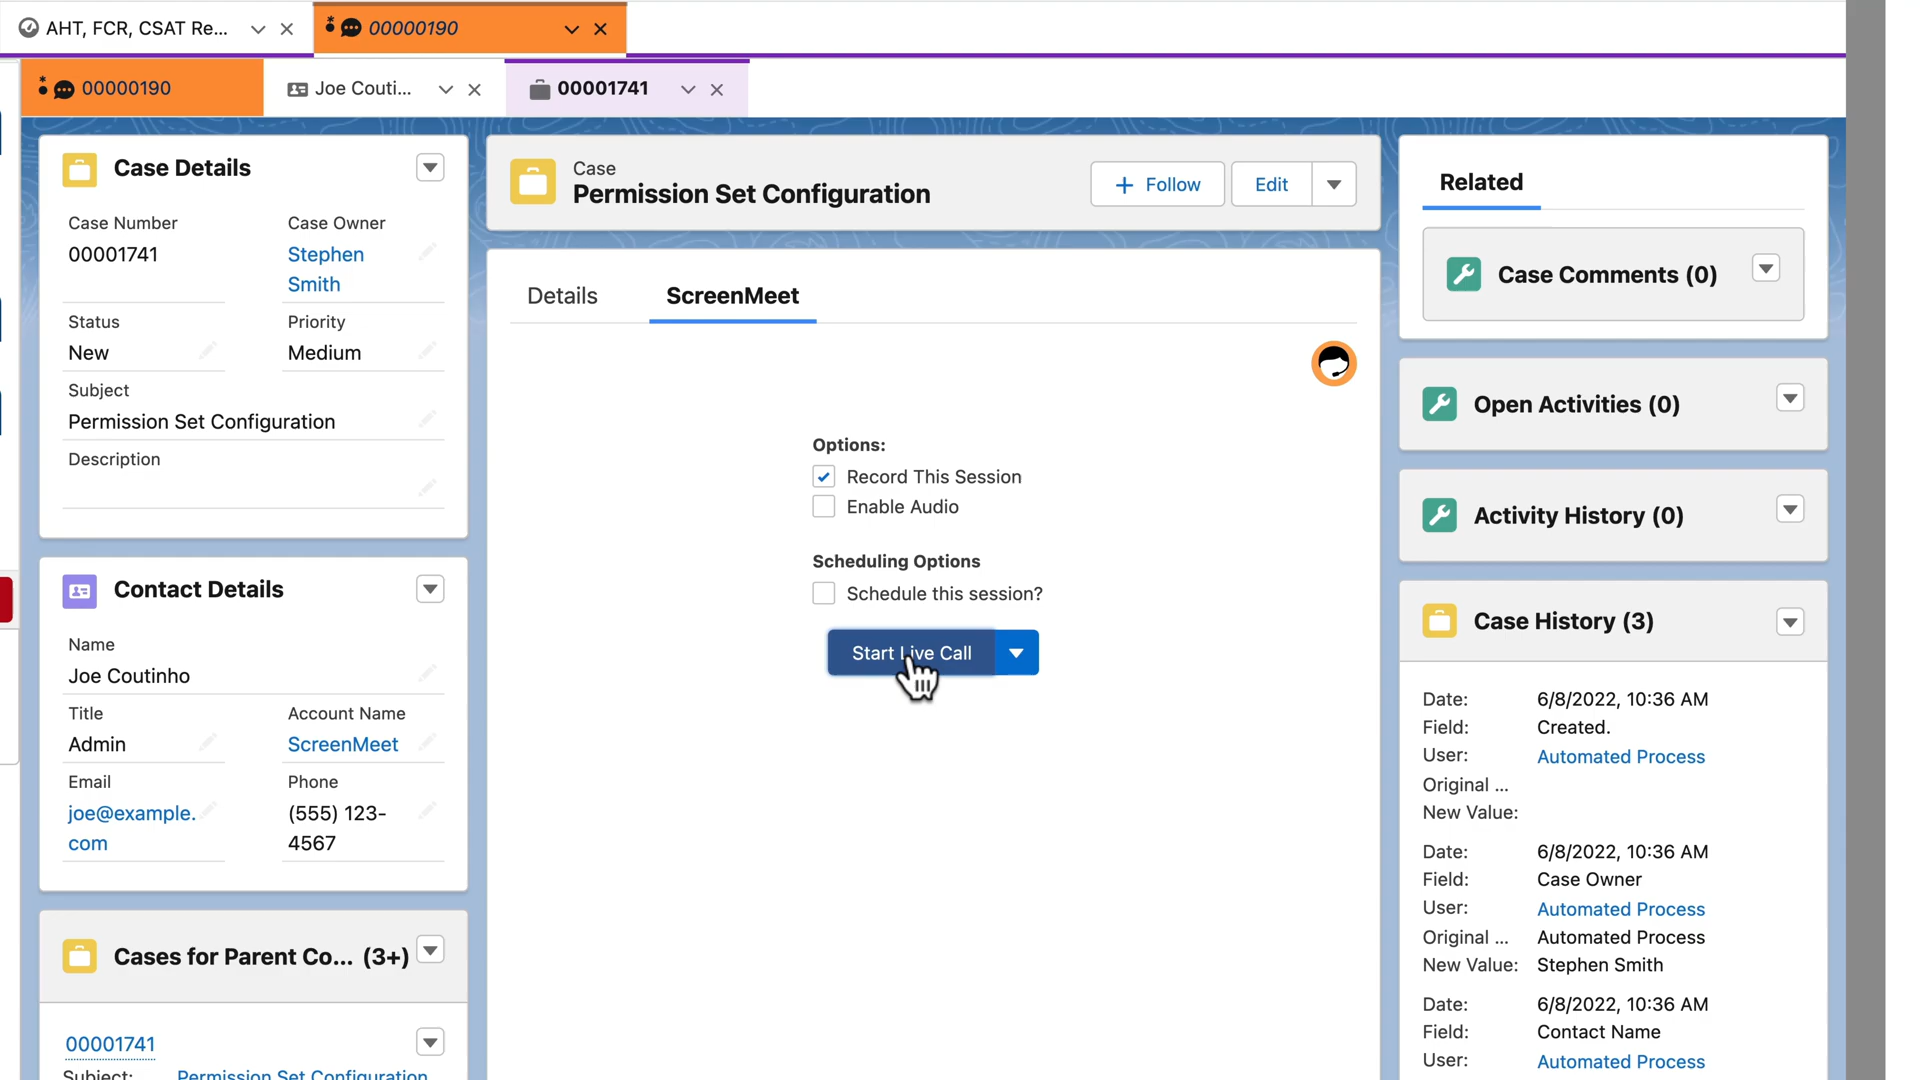 AHT, FCR, CSAT Re...
00000190
00000190
Joe Couti...
00001741
Case Details
Case Number
00001741
Case Owner
Stephen
Smith
Status
New
Priority
Medium
Subject
Permission Set Configuration
Description
Contact Details
Name
Joe Coutinho
Title
Admin
Account Name
ScreenMeet
Email
joe@example.
com
Phone
(555) 123-
4567
Cases for Parent Co... (3+)
00001741
Subject: Permission Set Configuration
Case
Permission Set Configuration
Follow
Edit
Details
ScreenMeet
Options:
Record This Session
Enable Audio
Scheduling Options
Schedule this session?
Start Live Call
Related
Case Comments (0)
Open Activities (0)
Activity History (0)
Case History (3)
Date: 6/8/2022, 10:36 AM
Field: Created.
User: Automated Process
Original ...
New Value:
Date: 6/8/2022, 10:36 AM
Field: Case Owner
User: Automated Process
Original ... Automated Process
New Value: Stephen Smith
Date: 6/8/2022, 10:36 AM
Field: Contact Name
User: Automated Process